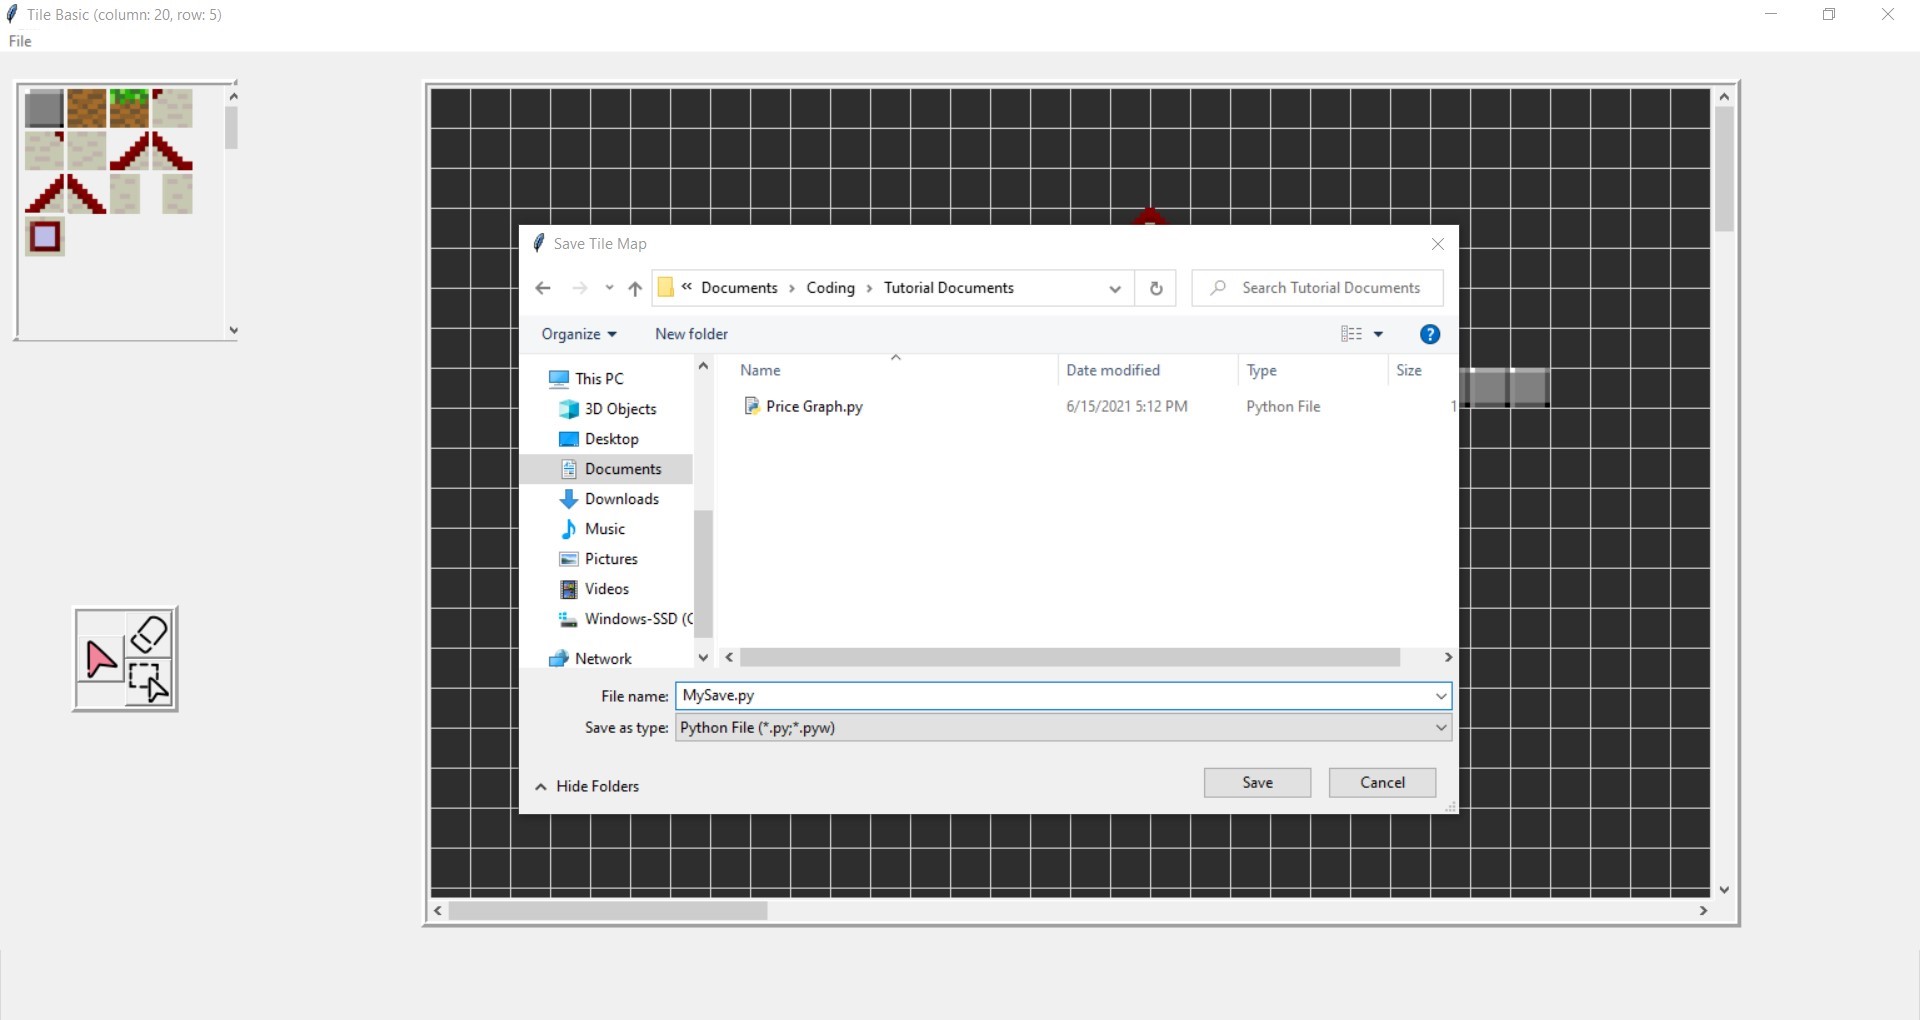 Tile Basic (column: 20, row: 5)
File
Save Tile Map
« Documents › Coding › Tutorial Documents
Search Tutorial Documents
Organize
New folder
?
Name
Date modified
Type
Size
This PC
3D Objects
Desktop
Documents
Downloads
Music
Pictures
Videos
Windows-SSD (C
Network
Price Graph.py
6/15/2021 5:12 PM
Python File
1
File name: MySave.py
Save as type: Python File (*.py;*.pyw)
Hide Folders
Save
Cancel